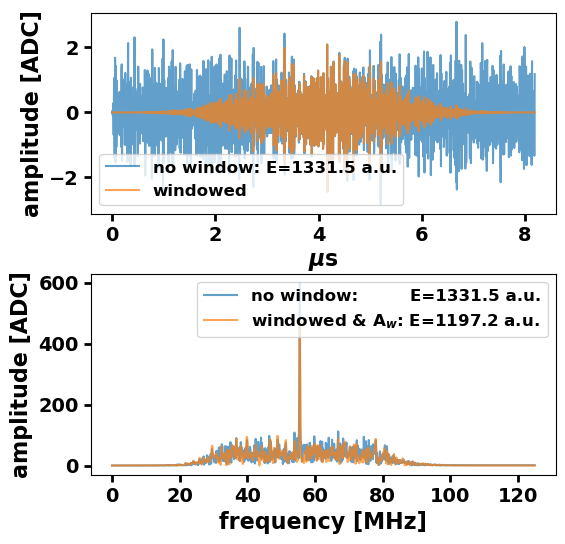 amplitude [ADC]
2
0
−2
no window: E=1331.5 a.u.
windowed
0 2 4 6 8
μs
amplitude [ADC]
600
400
200
0
no window: E=1331.5 a.u.
windowed & A_w: E=1197.2 a.u.
0 20 40 60 80 100 120
frequency [MHz]